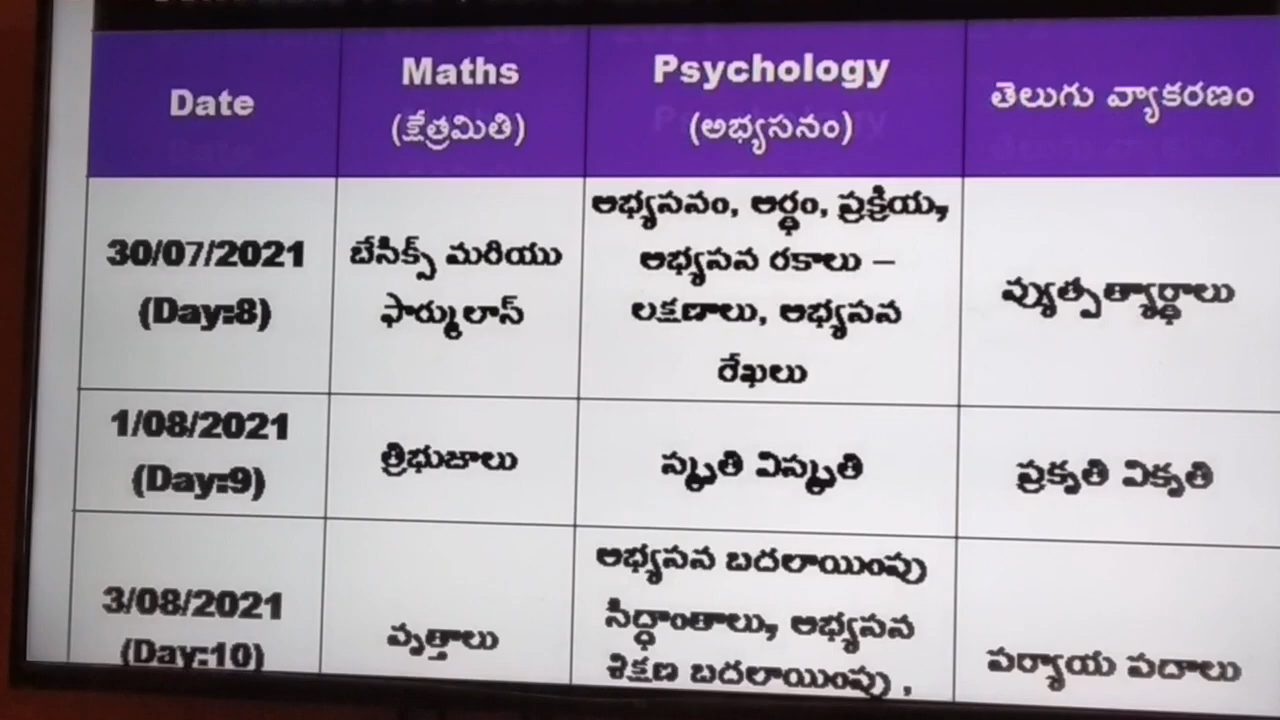 Date
Maths
(క్షేత్రమితి)
Psychology
(అభ్యసనం)
తెలుగు వ్యాకరణం
30/07/2021
(Day:8)
బేసిక్స్ మరియు
ఫార్ములాస్
అభ్యసనం, అర్థం, ప్రక్రియ,
అభ్యసన రకాలు –
లక్షణాలు, అభ్యసన
రేఖలు
వ్యుత్పత్యార్థాలు
1/08/2021
(Day:9)
త్రిభుజాలు
స్మృతి విస్మృతి
ప్రకృతి వికృతి
3/08/2021
(Day:10)
వృత్తాలు
అభ్యసన బదలాయింపు
సిద్ధాంతాలు, అభ్యసన
శిక్షణ బదలాయింపు ,
పర్యాయ పదాలు